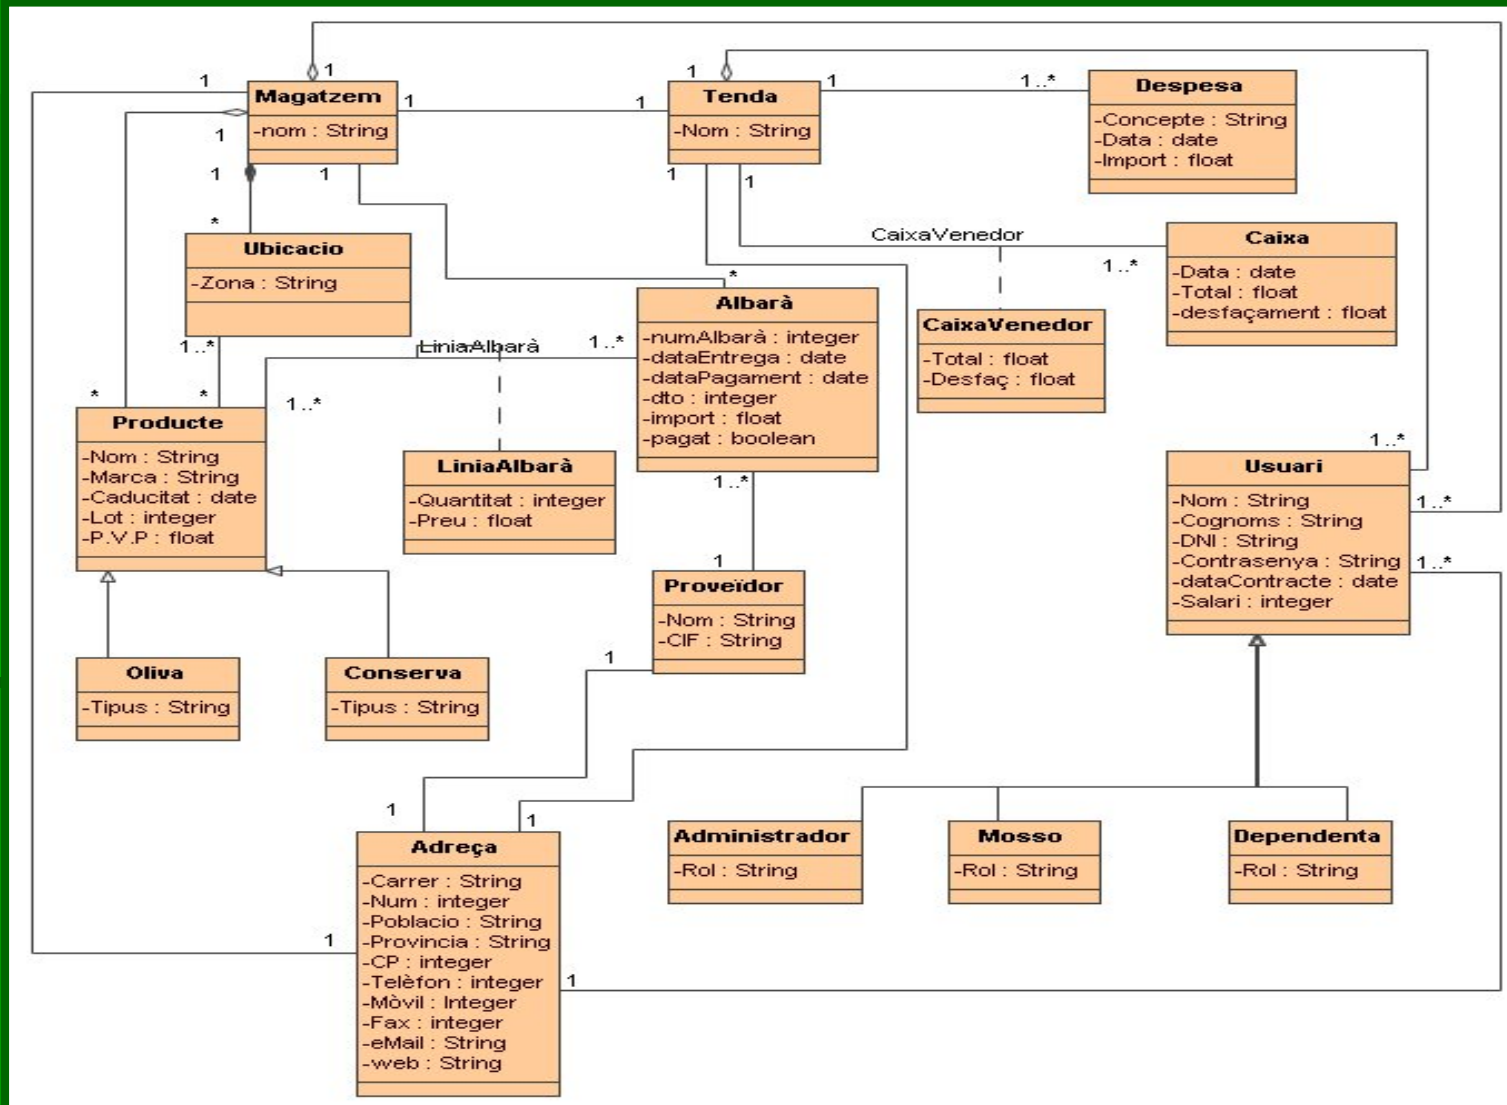 1
1
1
1..*
Magatzem
-nom : String
1
1
Tenda
-Nom : String
Despesa
-Concepte : String
-Data : date
-Import : float
1
1
1
1
1
1
*
Ubicacio
-Zona : String
CaixaVenedor
1..*
Caixa
-Data : date
-Total : float
-desfaçament : float
*
Albarà
-numAlbarà : integer
-dataEntrega : date
-dataPagament : date
-dto : integer
-import : float
-pagat : boolean
CaixaVenedor
-Total : float
-Desfaç : float
1..*
LiniaAlbarà
1..*
*
*
1..*
Producte
-Nom : String
-Marca : String
-Caducitat : date
-Lot : integer
-P.V.P : float
LiniaAlbarà
-Quantitat : integer
-Preu : float
1..*
1..*
Usuari
-Nom : String
-Cognoms : String
-DNI : String
-Contrasenya : String
-dataContracte : date
-Salari : integer
1..*
1..*
1
Proveïdor
-Nom : String
-CIF : String
1
Oliva
-Tipus : String
Conserva
-Tipus : String
1
1
Administrador
-Rol : String
Mosso
-Rol : String
Dependenta
-Rol : String
Adreça
-Carrer : String
-Num : integer
-Poblacio : String
-Provincia : String
-CP : integer
-Telèfon : integer
-Mòvil : Integer
-Fax : integer
-eMail : String
-web : String
1
1